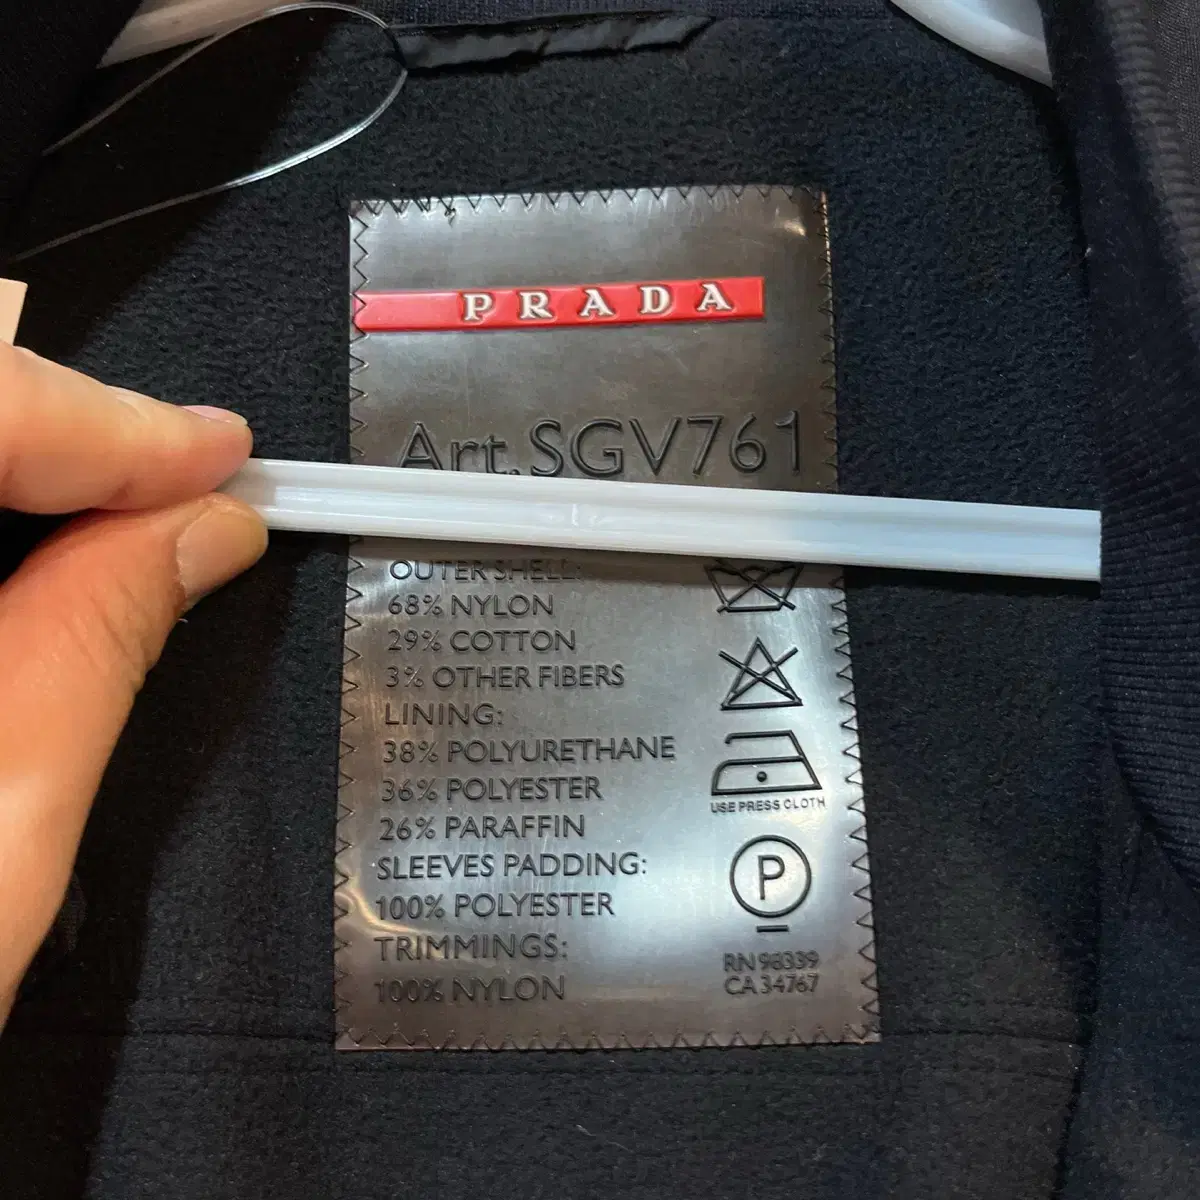 PRADA
Art. SGV761
OUTER SHELL:
68% NYLON
29% COTTON
3% OTHER FIBERS
LINING:
38% POLYURETHANE
36% POLYESTER
26% PARAFFIN
SLEEVES PADDING:
100% POLYESTER
TRIMMINGS:
100% NYLON
USE PRESS CLOTH
P
RN 98339
CA 34767